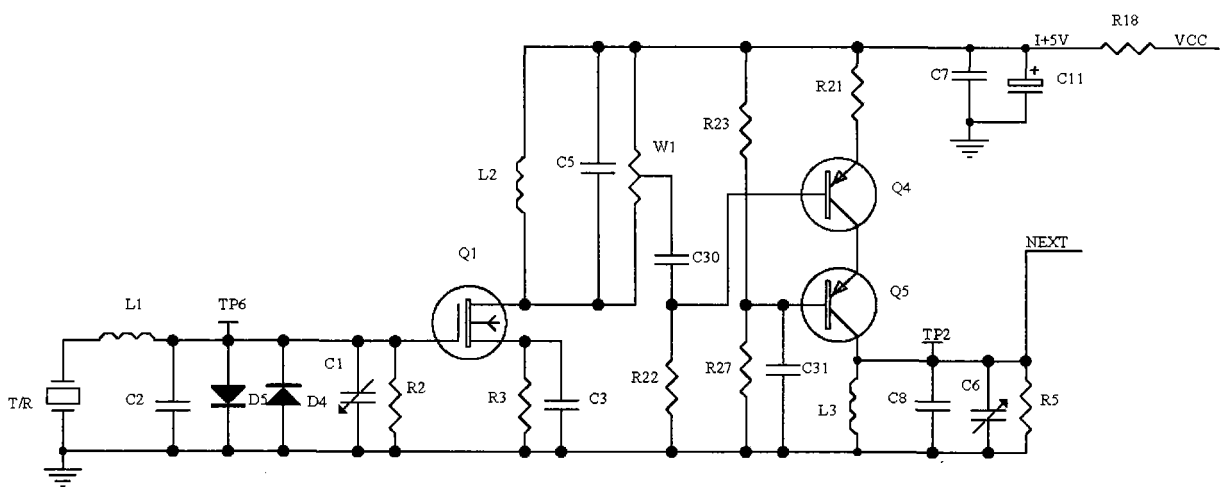 R18
I+5V
VCC
C7
+
C11
R21
R23
W1
C5
L2
Q4
Q1
C30
NEXT
L1
TP6
Q5
TP2
C1
R22
R27
C31
C6
T/R
C2
D5
D4
R2
R3
C3
L3
C8
R5